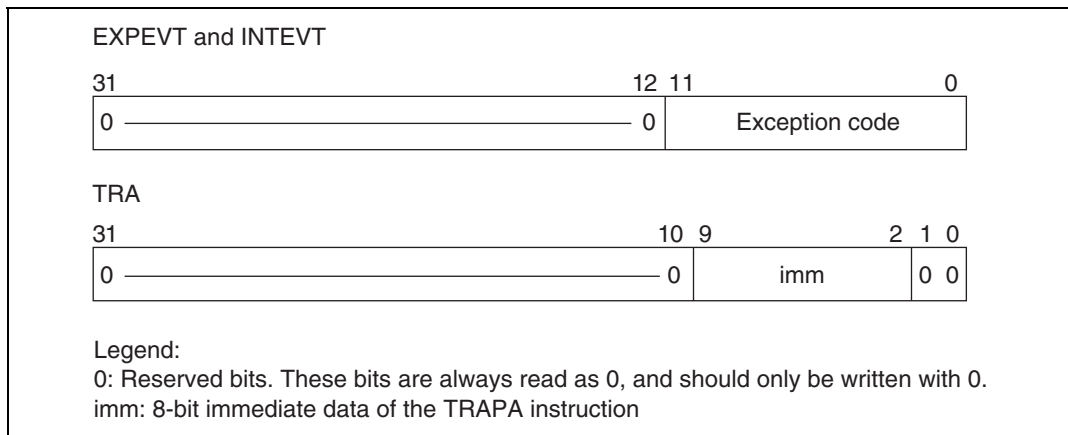 EXPEVT and INTEVT
31 12 11 0
0 0 Exception code
TRA
31 10 9 2 1 0
0 0 imm 0 0
Legend:
0: Reserved bits. These bits are always read as 0, and should only be written with 0.
imm: 8-bit immediate data of the TRAPA instruction